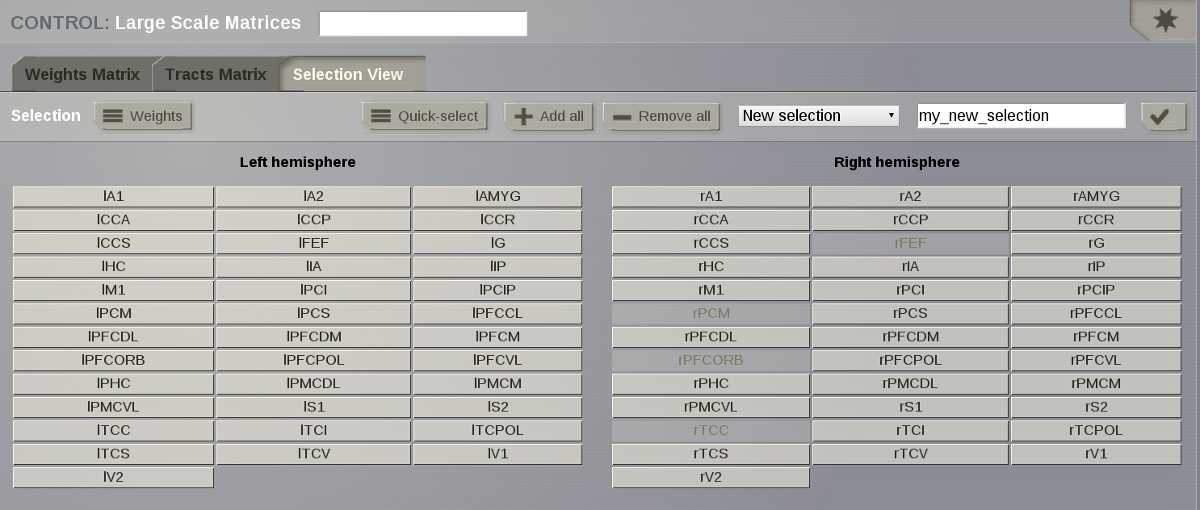 CONTROL: Large Scale Matrices
Weights Matrix Tracts Matrix Selection View
Selection Weights Quick-select Add all Remove all New selection my_new_selection
Left hemisphere Right hemisphere
lA1 lA2 lAMYG rA1 rA2 rAMYG
lCCA lCCP lCCR rCCA rCCP rCCR
lCCS lFEF lG rCCS rFEF rG
lHC lIA lIP rHC rIA rIP
lM1 lPCI lPCIP rM1 rPCI rPCIP
lPCM lPCS lPFCCL rPCM rPCS rPFCCL
lPFCDL lPFCDM lPFCM rPFCDL rPFCDM rPFCM
lPFCORB lPFCPOL lPFCVL rPFCORB rPFCPOL rPFCVL
lPHC lPMCDL lPMCM rPHC rPMCDL rPMCM
lPMCVL lS1 lS2 rPMCVL rS1 rS2
lTCC lTCI lTCPOL rTCC rTCI rTCPOL
lTCS lTCV lV1 rTCS rTCV rV1
lV2 rV2